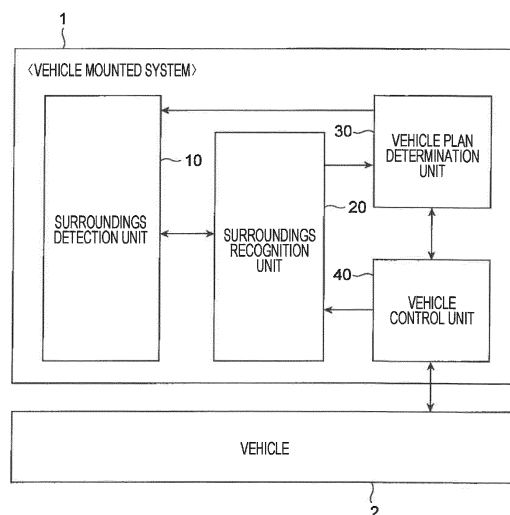 1
〈VEHICLE MOUNTED SYSTEM〉
10
SURROUNDINGS
DETECTION UNIT
20
SURROUNDINGS
RECOGNITION
UNIT
30
VEHICLE PLAN
DETERMINATION
UNIT
40
VEHICLE
CONTROL UNIT
VEHICLE
2